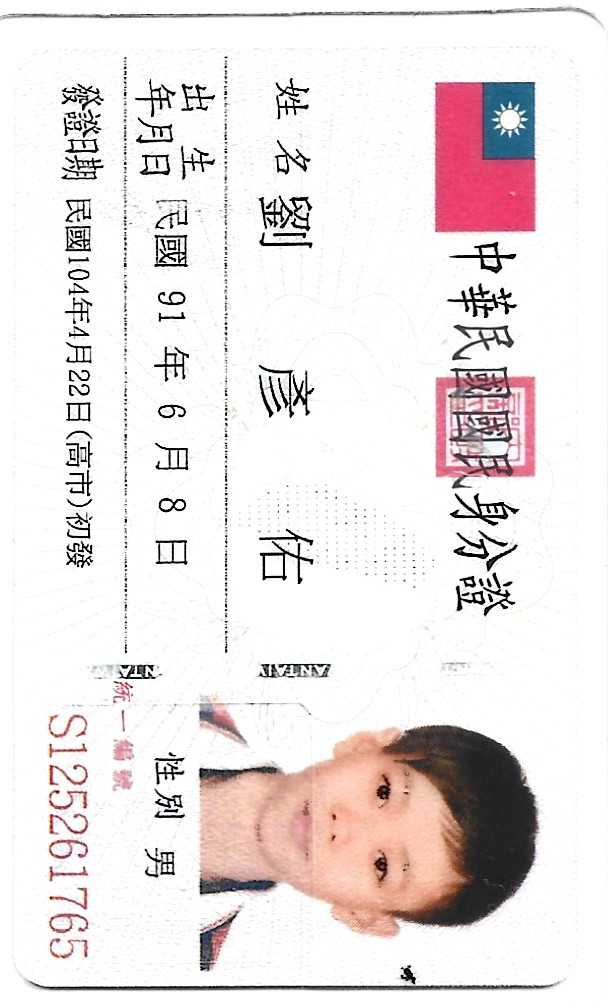 中華民國國民身分證
姓名 劉彥佑
出生年月日 民國 91 年 6 月 8 日
發證日期 民國104年4月22日(高市)初發
性別 男
統一編號
S125261765